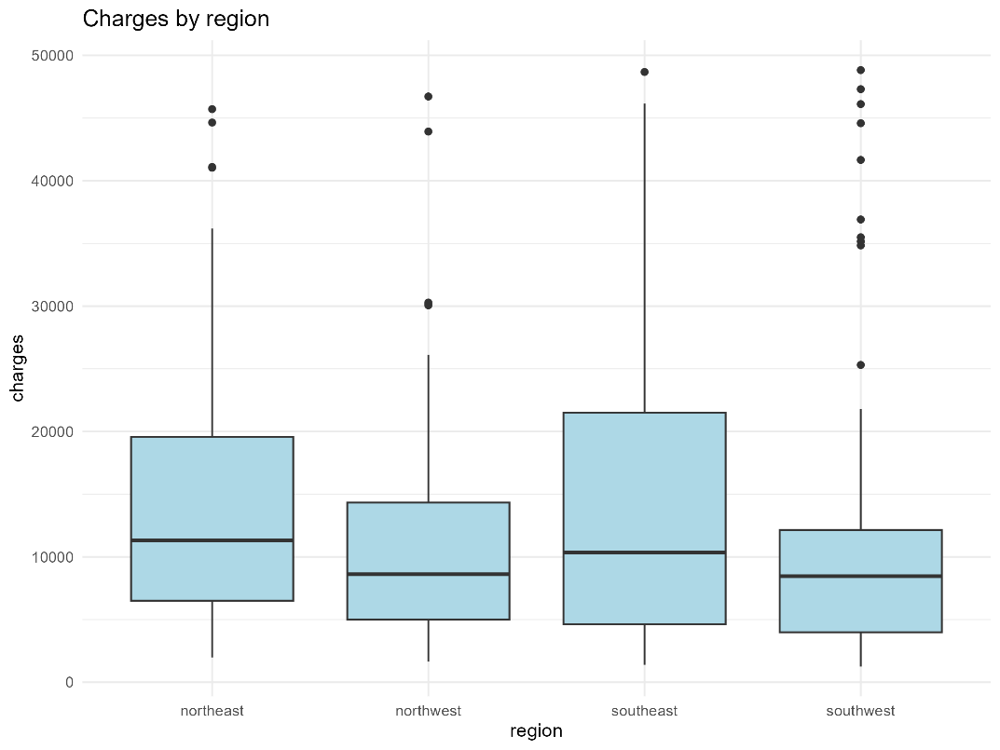 Charges by region
50000
40000
30000
20000
10000
0
charges
northeast northwest southeast southwest
region